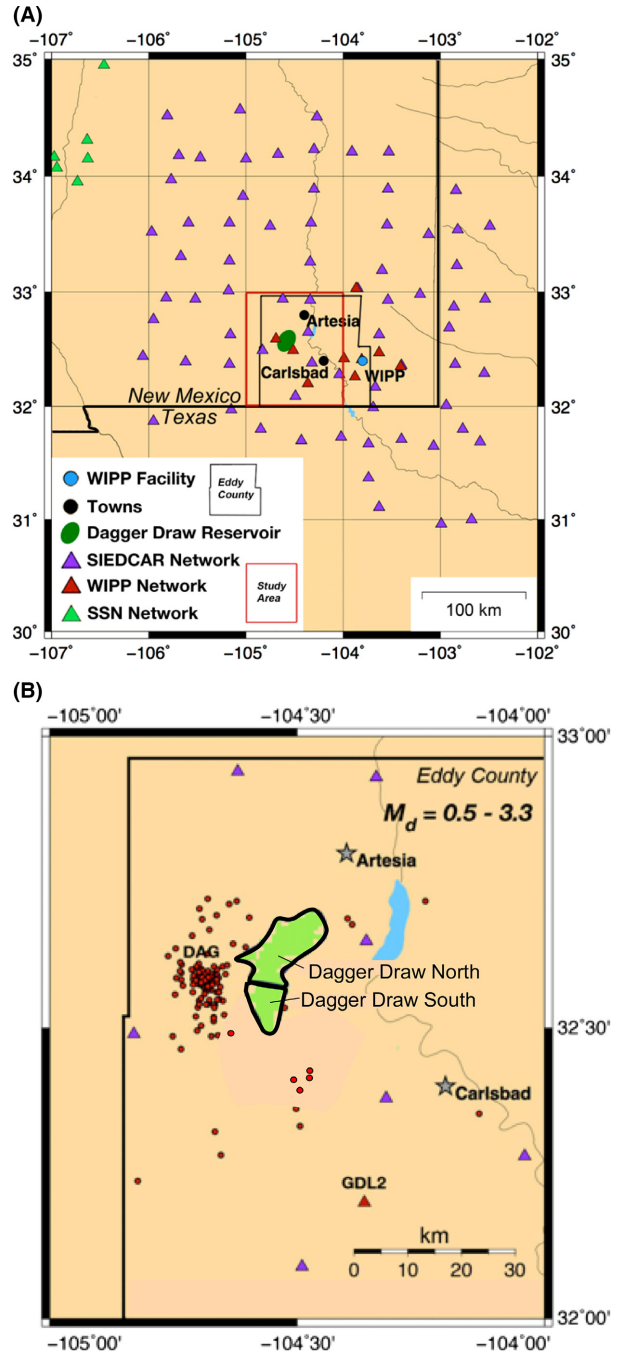 (A)
−107° −106° −105° −104° −103° −102°
35° 35°
34° 34°
33° 33°
Artesia
Carlsbad WIPP
New Mexico
32° Texas 32°
WIPP Facility
Eddy
County
Towns
Dagger Draw Reservoir
31° 31°
SIEDCAR Network
WIPP Network
Study
Area
SSN Network
100 km
30° 30°
−107° −106° −105° −104° −103° −102°
(B)
−105°00' −104°30' −104°00'
33°00'
Eddy County
Md = 0.5 - 3.3
Artesia
DAG
Dagger Draw North
Dagger Draw South
32°30'
Carlsbad
GDL2
km
0 10 20 30
32°00'
−105°00' −104°30' −104°00'